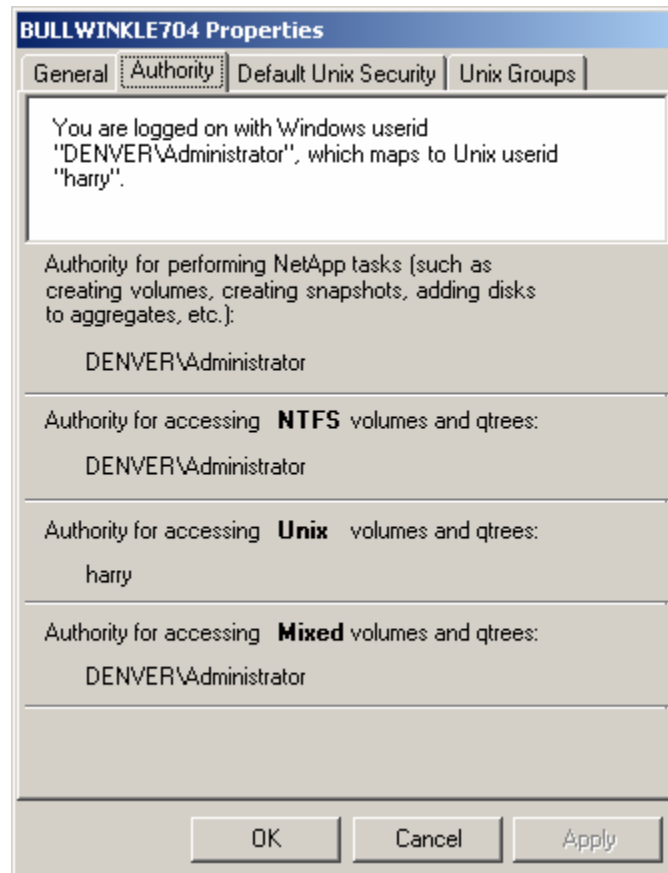 BULLWINKLE704 Properties
General Authority Default Unix Security Unix Groups
You are logged on with Windows userid
"DENVER\Administrator", which maps to Unix userid
"harry".
Authority for performing NetApp tasks (such as
creating volumes, creating snapshots, adding disks
to aggregates, etc.):
DENVER\Administrator
Authority for accessing NTFS volumes and qtrees:
DENVER\Administrator
Authority for accessing Unix volumes and qtrees:
harry
Authority for accessing Mixed volumes and qtrees:
DENVER\Administrator
OK Cancel Apply